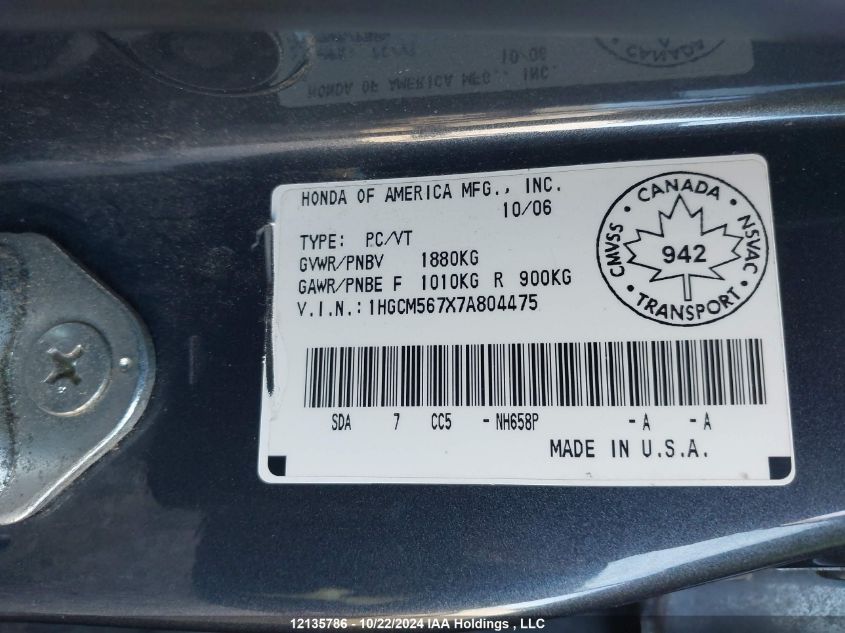 HONDA OF AMERICA MFG., INC.
10/06
TYPE: PC/VT
GVWR/PNBV 1880KG
GAWR/PNBE F 1010KG R 900KG
V.I.N.: 1HGCM567X7A804475
CANADA
CMVSS
942
NSVAC
TRANSPORT
SDA 7 CC5 -NH658P -A -A
MADE IN U.S.A.
12135786 - 10/22/2024 IAA Holdings , LLC